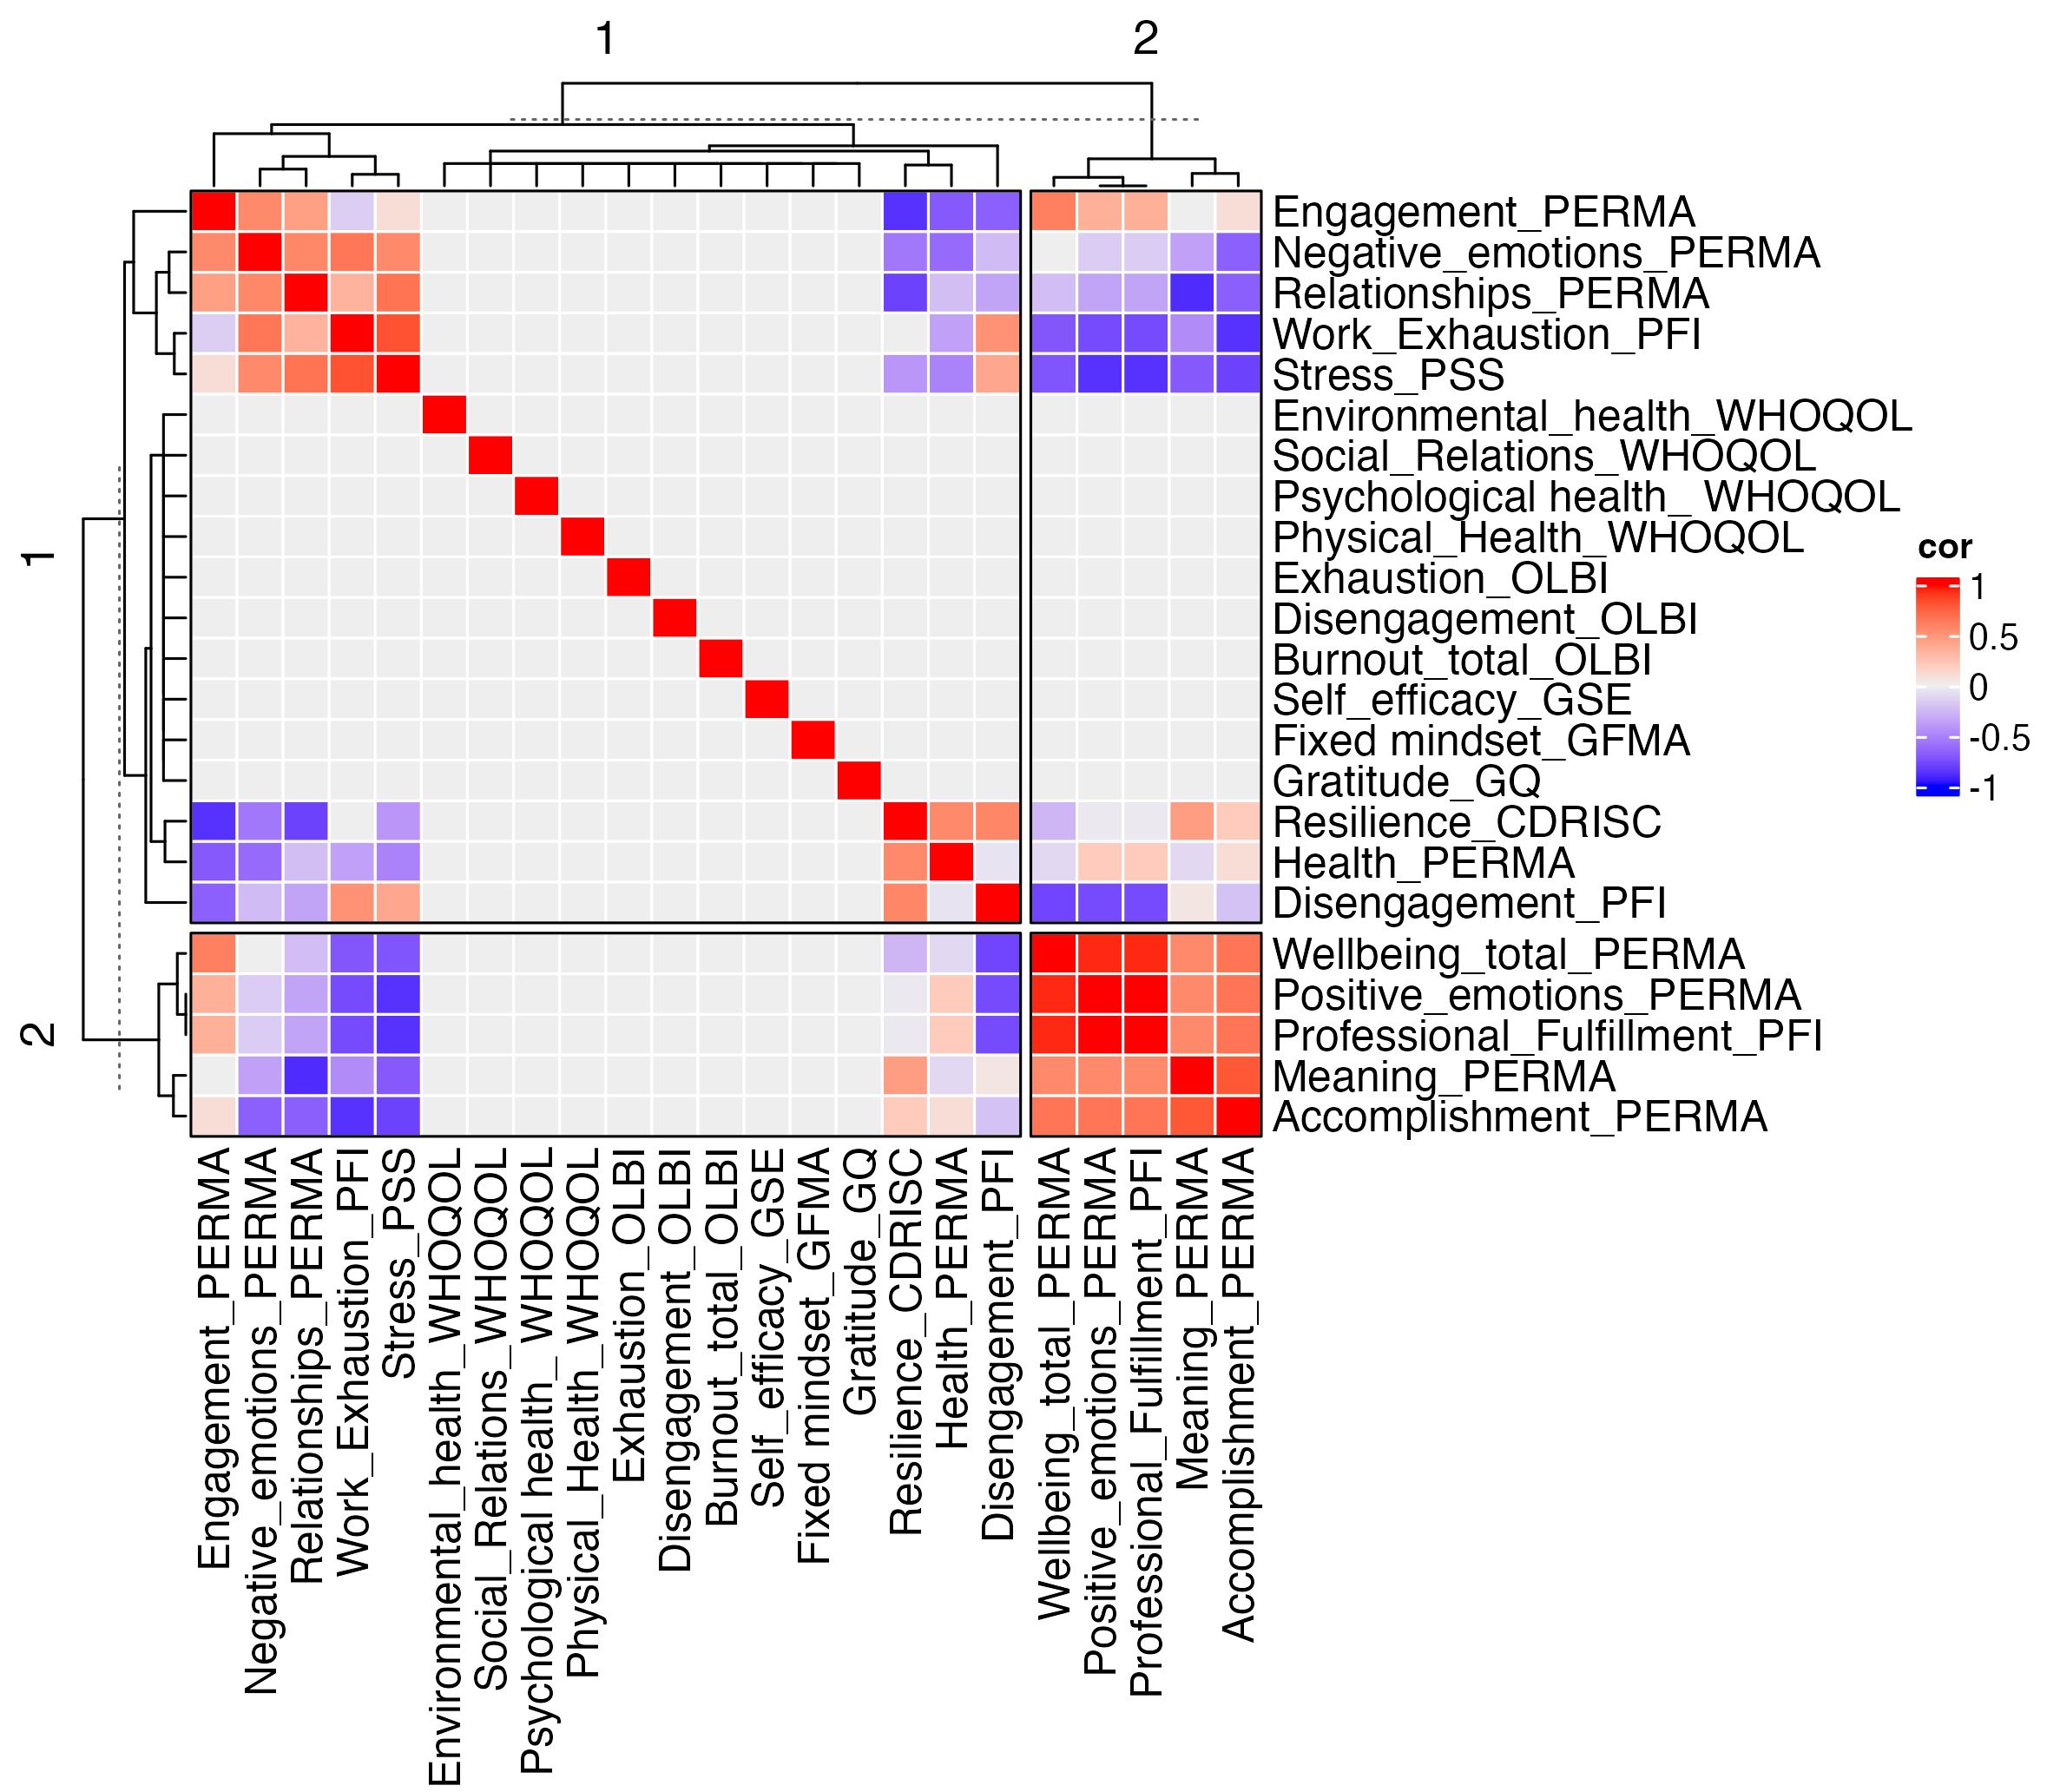 1
2
1
2
Engagement_PERMA
Negative_emotions_PERMA
Relationships_PERMA
Work_Exhaustion_PFI
Stress_PSS
Environmental_health_WHOQOL
Social_Relations_WHOQOL
Psychological health_ WHOQOL
Physical_Health_WHOQOL
Exhaustion_OLBI
Disengagement_OLBI
Burnout_total_OLBI
Self_efficacy_GSE
Fixed mindset_GFMA
Gratitude_GQ
Resilience_CDRISC
Health_PERMA
Disengagement_PFI
Wellbeing_total_PERMA
Positive_emotions_PERMA
Professional_Fulfillment_PFI
Meaning_PERMA
Accomplishment_PERMA
cor
1
0.5
0
-0.5
-1
Engagement_PERMA
Negative_emotions_PERMA
Relationships_PERMA
Work_Exhaustion_PFI
Stress_PSS
Environmental_health_WHOQOL
Social_Relations_WHOQOL
Psychological health_ WHOQOL
Physical_Health_WHOQOL
Exhaustion_OLBI
Disengagement_OLBI
Burnout_total_OLBI
Self_efficacy_GSE
Fixed mindset_GFMA
Gratitude_GQ
Resilience_CDRISC
Health_PERMA
Disengagement_PFI
Wellbeing_total_PERMA
Positive_emotions_PERMA
Professional_Fulfillment_PFI
Meaning_PERMA
Accomplishment_PERMA